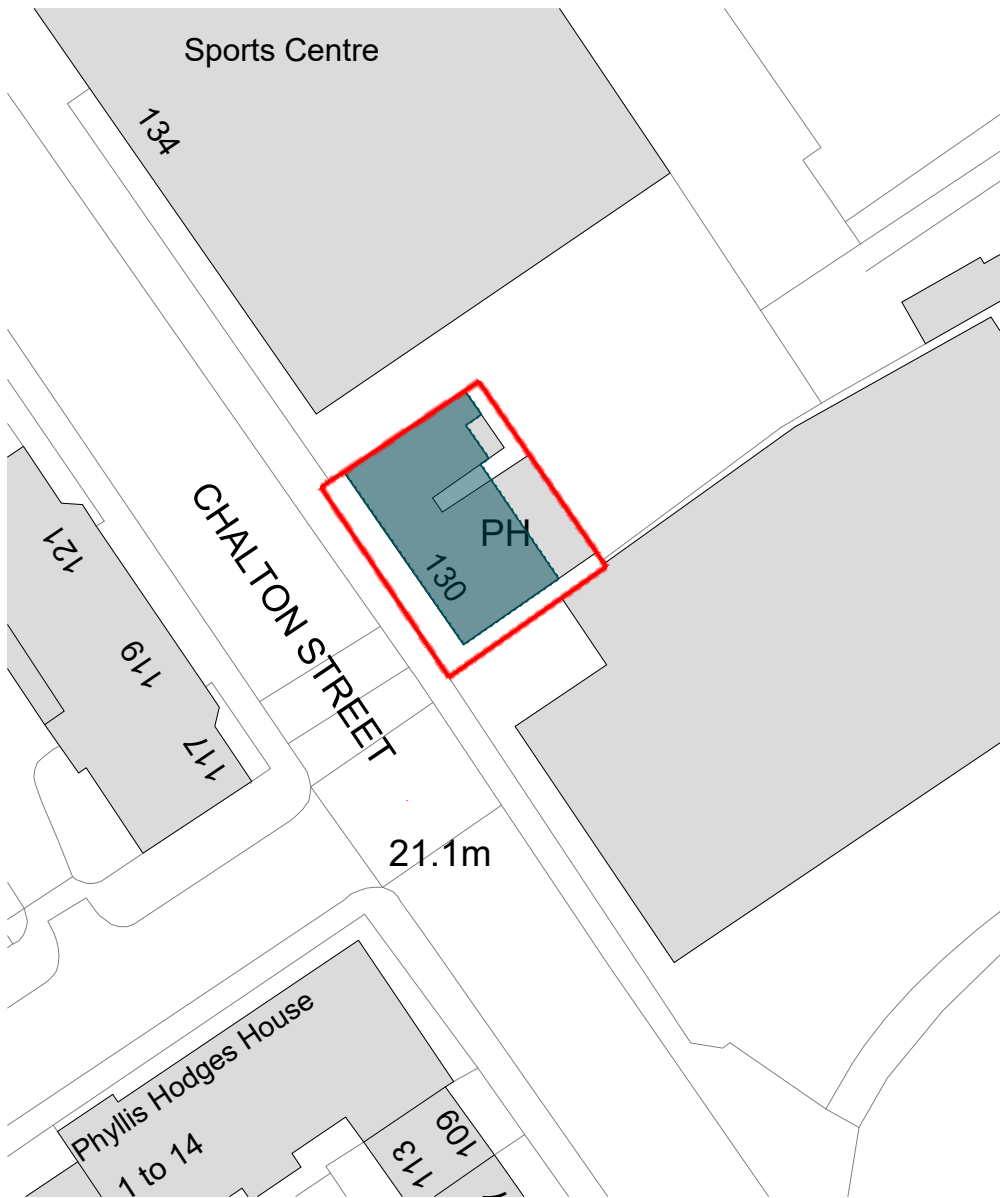 Sports Centre
134
PH
130
CHALTON STREET
121
119
117
21.1m
Phyllis Hodges House
1 to 14
109
113